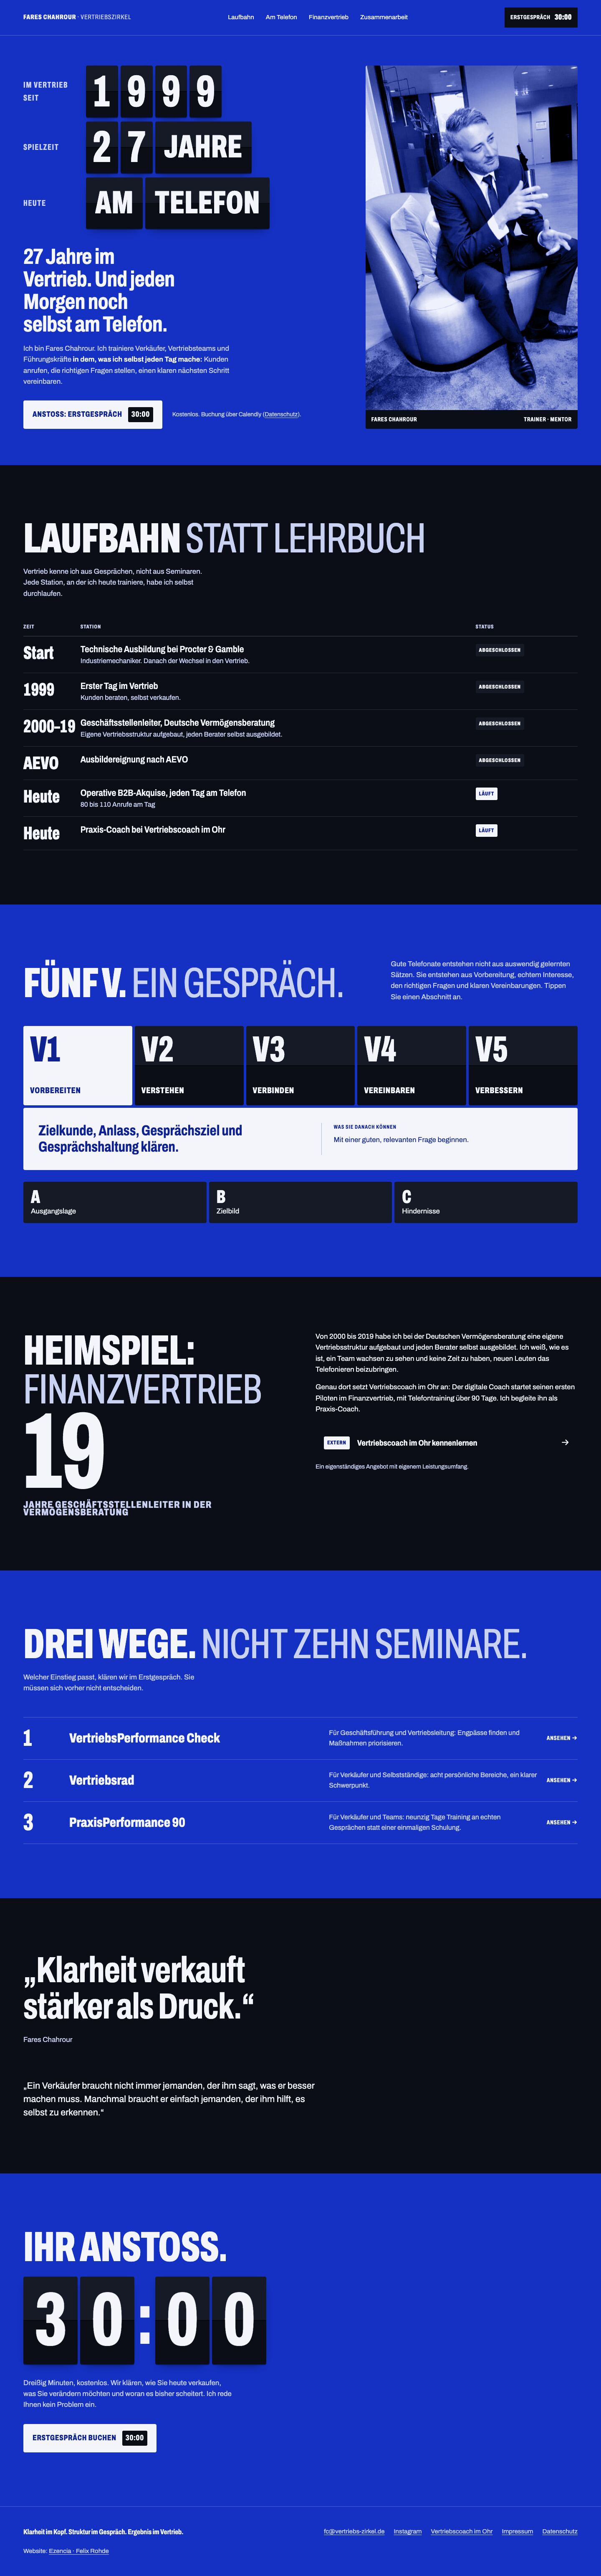 FARES CHAHROUR · VERTRIEBSZIRKEL
Laufbahn
Am Telefon
Finanzvertrieb
Zusammenarbeit
ERSTGESPRÄCH 30:00
IM VERTRIEB
SEIT
1 9 9 9
SPIELZEIT
2 7 JAHRE
HEUTE
AM TELEFON
27 Jahre im
Vertrieb. Und jeden
Morgen noch
selbst am Telefon.
Ich bin Fares Chahrour. Ich trainiere Verkäufer, Vertriebsteams und
Führungskräfte in dem, was ich selbst jeden Tag mache: Kunden
anrufen, die richtigen Fragen stellen, einen klaren nächsten Schritt
vereinbaren.
ANSTOSS: ERSTGESPRÄCH 30:00
Kostenlos. Buchung über Calendly (Datenschutz).
FARES CHAHROUR
TRAINER · MENTOR
LAUFBAHN STATT LEHRBUCH
Vertrieb kenne ich aus Gesprächen, nicht aus Seminaren.
Jede Station, an der ich heute trainiere, habe ich selbst
durchlaufen.
ZEIT STATION STATUS
Start Technische Ausbildung bei Procter & Gamble ABGESCHLOSSEN
Industriemechaniker. Danach der Wechsel in den Vertrieb.
1999 Erster Tag im Vertrieb ABGESCHLOSSEN
Kunden beraten, selbst verkaufen.
2000–19 Geschäftsstellenleiter, Deutsche Vermögensberatung ABGESCHLOSSEN
Eigene Vertriebsstruktur aufgebaut, jeden Berater selbst ausgebildet.
AEVO Ausbildereignung nach AEVO ABGESCHLOSSEN
Heute Operative B2B-Akquise, jeden Tag am Telefon LÄUFT
80 bis 110 Anrufe am Tag
Heute Praxis-Coach bei Vertriebscoach im Ohr LÄUFT
FÜNF V. EIN GESPRÄCH.
Gute Telefonate entstehen nicht aus auswendig gelernten
Sätzen. Sie entstehen aus Vorbereitung, echtem Interesse,
den richtigen Fragen und klaren Vereinbarungen. Tippen
Sie einen Abschnitt an.
V1
VORBEREITEN
V2
VERSTEHEN
V3
VERBINDEN
V4
VEREINBAREN
V5
VERBESSERN
Zielkunde, Anlass, Gesprächsziel und
Gesprächshaltung klären.
WAS SIE DANACH KÖNNEN
Mit einer guten, relevanten Frage beginnen.
A
Ausgangslage
B
Zielbild
C
Hindernisse
HEIMSPIEL:
FINANZVERTRIEB
19
JAHRE GESCHÄFTSSTELLENLEITER IN DER
VERMÖGENSBERATUNG
Von 2000 bis 2019 habe ich bei der Deutschen Vermögensberatung eine eigene
Vertriebsstruktur aufgebaut und jeden Berater selbst ausgebildet. Ich weiß, wie es
ist, ein Team wachsen zu sehen und keine Zeit zu haben, neuen Leuten das
Telefonieren beizubringen.
Genau dort setzt Vertriebscoach im Ohr an: Der digitale Coach startet seinen ersten
Piloten im Finanzvertrieb, mit Telefontraining über 90 Tage. Ich begleite ihn als
Praxis-Coach.
EXTERN Vertriebscoach im Ohr kennenlernen →
Ein eigenständiges Angebot mit eigenem Leistungsumfang.
DREI WEGE. NICHT ZEHN SEMINARE.
Welcher Einstieg passt, klären wir im Erstgespräch. Sie
müssen sich vorher nicht entscheiden.
1 VertriebsPerformance Check
Für Geschäftsführung und Vertriebsleitung: Engpässe finden und
Maßnahmen priorisieren.
ANSEHEN →
2 Vertriebsrad
Für Verkäufer und Selbstständige: acht persönliche Bereiche, ein klarer
Schwerpunkt.
ANSEHEN →
3 PraxisPerformance 90
Für Verkäufer und Teams: neunzig Tage Training an echten
Gesprächen statt einer einmaligen Schulung.
ANSEHEN →
„Klarheit verkauft
stärker als Druck.“
Fares Chahrour
„Ein Verkäufer braucht nicht immer jemanden, der ihm sagt, was er besser
machen muss. Manchmal braucht er einfach jemanden, der ihm hilft, es
selbst zu erkennen.“
IHR ANSTOSS.
30:00
Dreißig Minuten, kostenlos. Wir klären, wie Sie heute verkaufen,
was Sie verändern möchten und woran es bisher scheitert. Ich rede
Ihnen kein Problem ein.
ERSTGESPRÄCH BUCHEN 30:00
Klarheit im Kopf. Struktur im Gespräch. Ergebnis im Vertrieb.
fc@vertriebs-zirkel.de
Instagram
Vertriebscoach im Ohr
Impressum
Datenschutz
Website: Ezencia · Felix Rohde